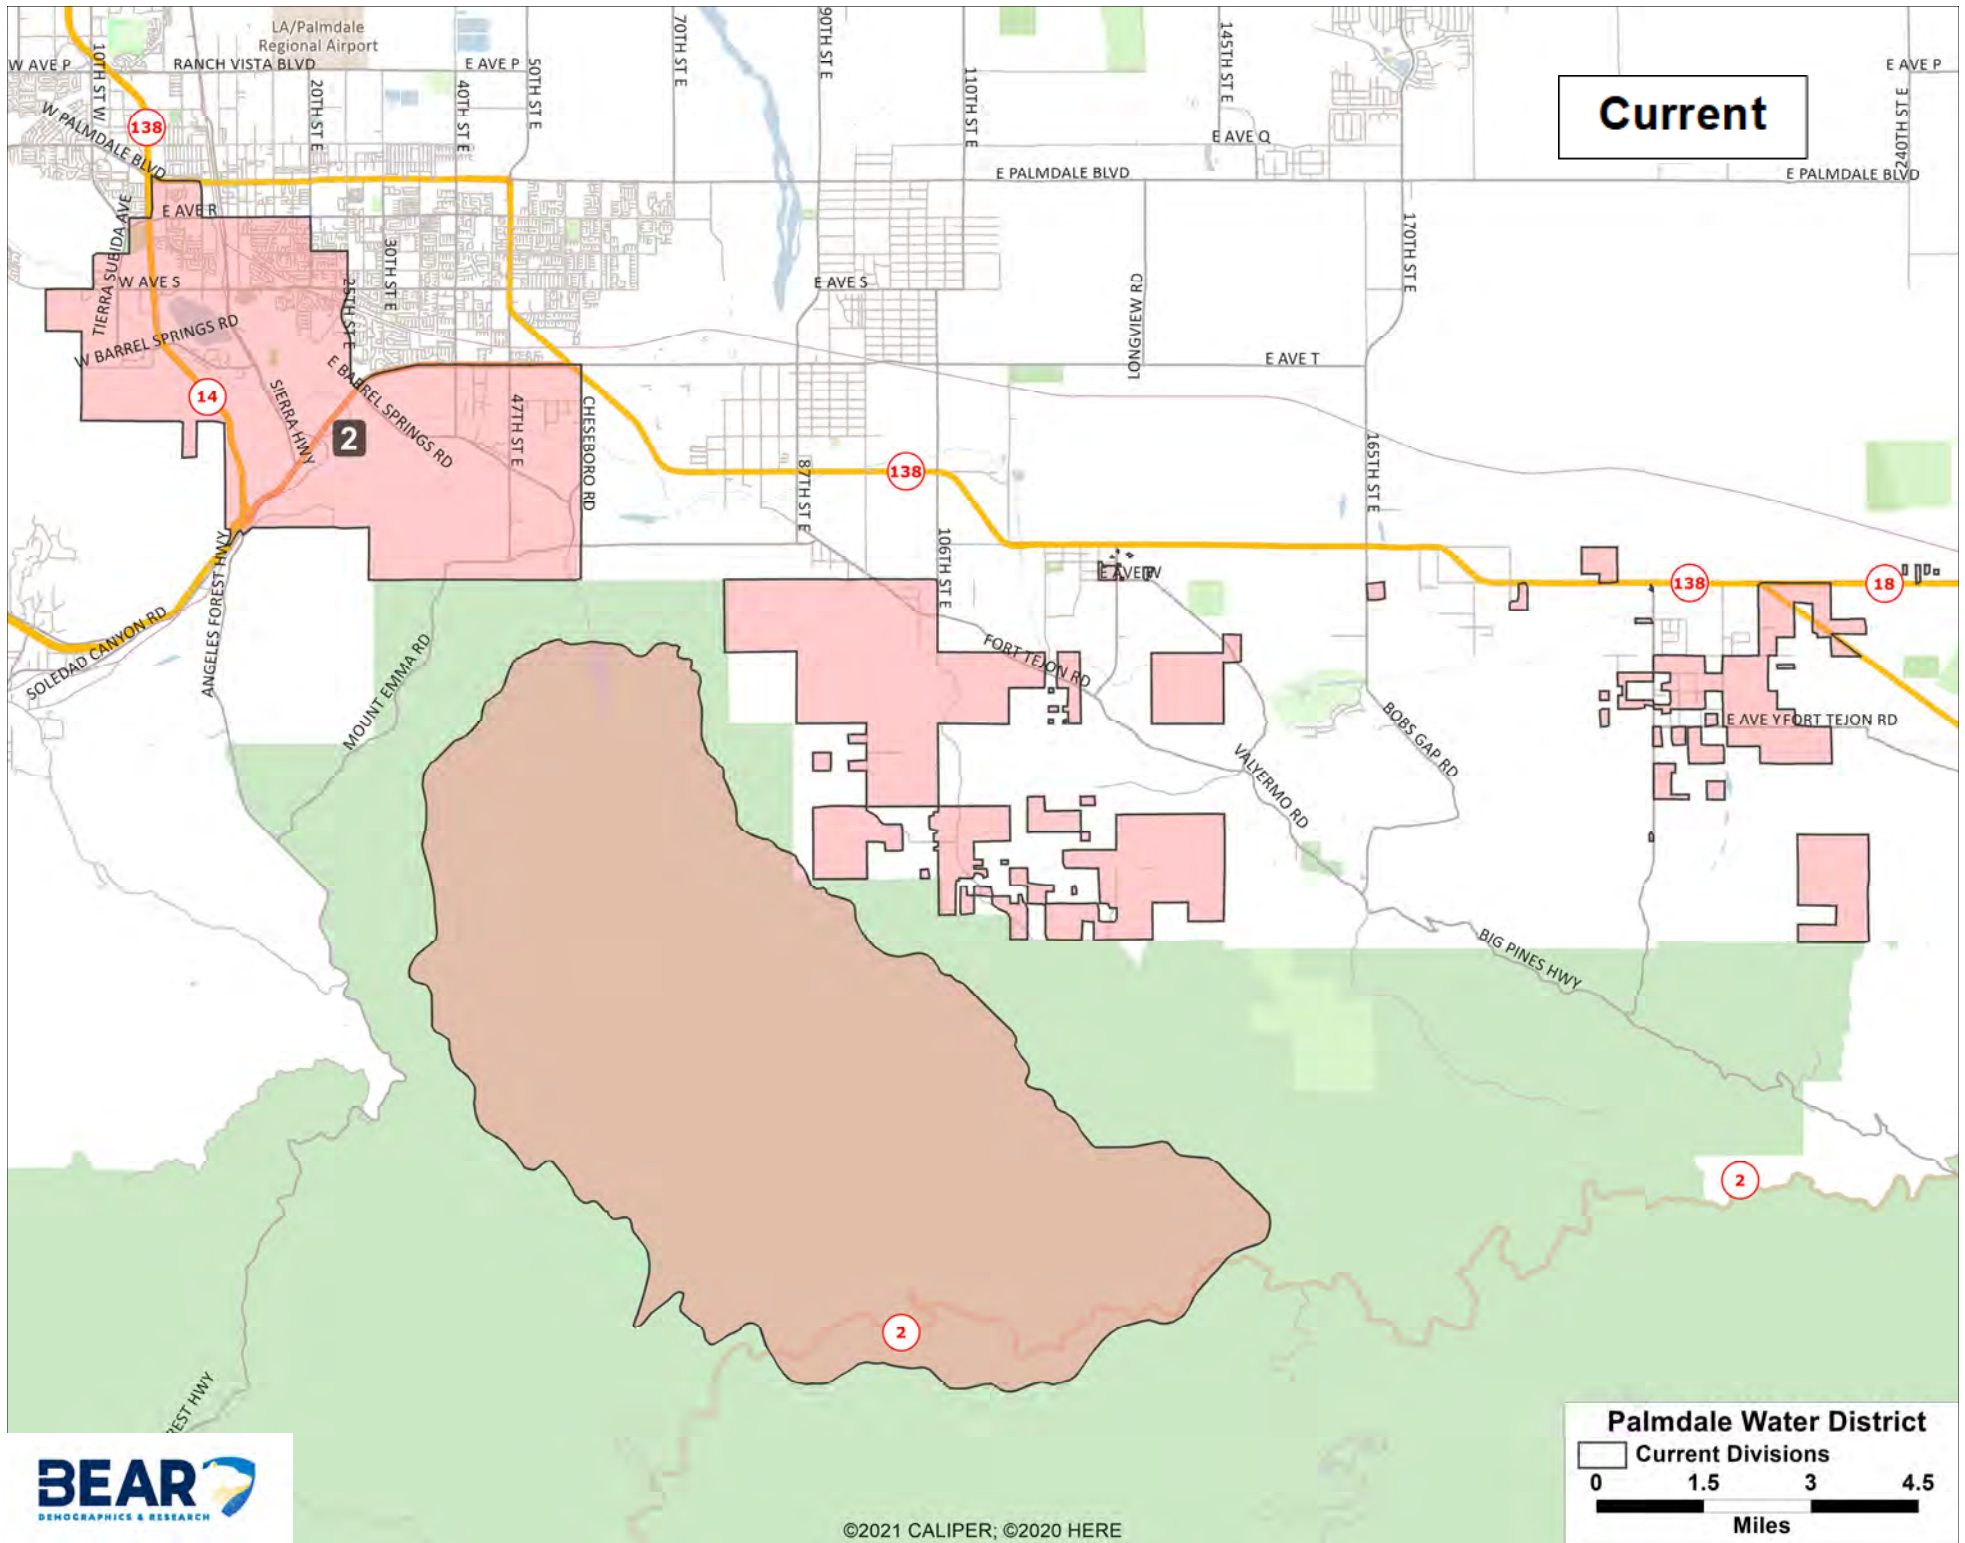 LA/Palmdale
Regional Airport
W AVE P
10TH ST W
RANCH VISTA BLVD
E AVE P
50TH ST E
70TH ST E
90TH ST E
110TH ST E
145TH ST E
E AVE P
Current
20TH ST E
40TH ST E
240TH ST E
138
W PALMDALE BLVD
E AVE Q
E PALMDALE BLVD
E PALMDALE BLVD
E AVE R
TIERRA SUBIDA AVE
30TH ST E
170TH ST E
W AVE S
25TH ST E
E AVE S
LONGVIEW RD
W BARREL SPRINGS RD
E AVE T
14
SIERRA HWY
E BARREL SPRINGS RD
2
47TH ST E
CHESEBORO RD
87TH ST E
138
165TH ST E
106TH ST E
ANGELES FOREST HWY
138
18
SOLEDAD CANYON RD
MOUNT EMMA RD
FORT TEJON RD
BOBS GAP RD
E AVE Y
FORT TEJON RD
VALYERMO RD
BIG PINES HWY
2
2
REST HWY
Palmdale Water District
Current Divisions
0 1.5 3 4.5
Miles
BEAR
DEMOGRAPHICS & RESEARCH
©2021 CALIPER; ©2020 HERE